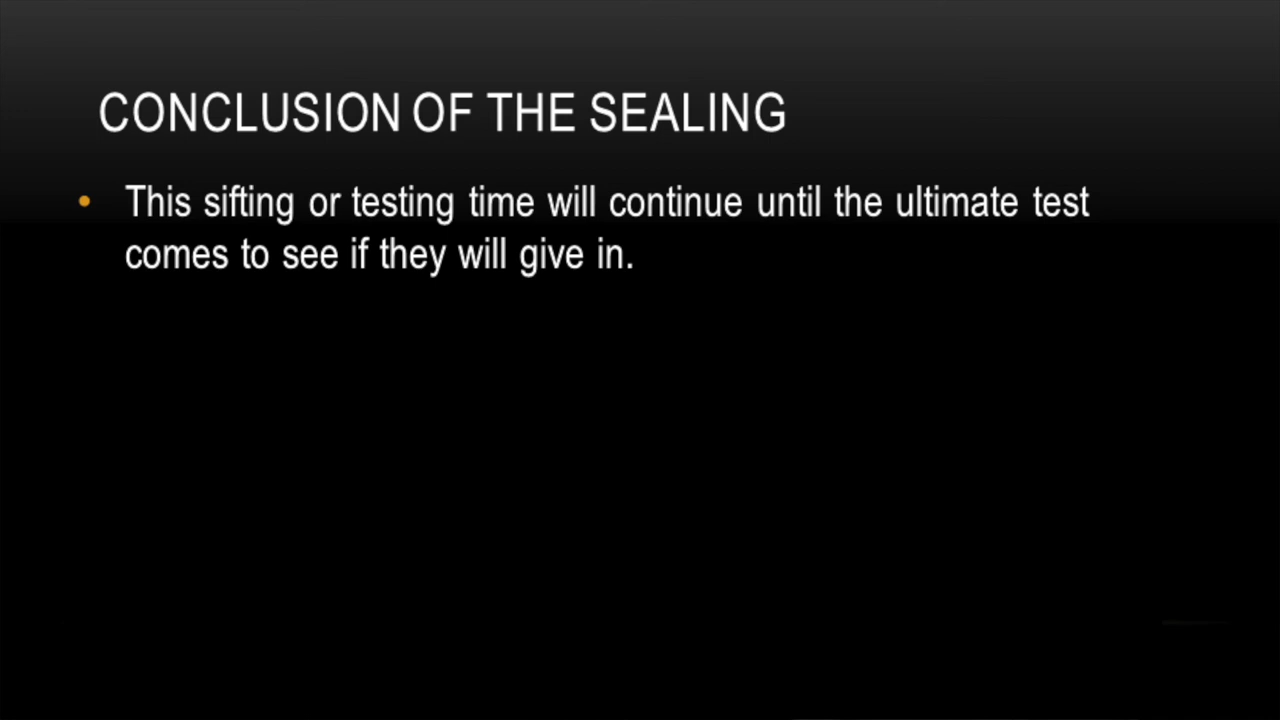 CONCLUSION OF THE SEALING
• This sifting or testing time will continue until the ultimate test
comes to see if they will give in.